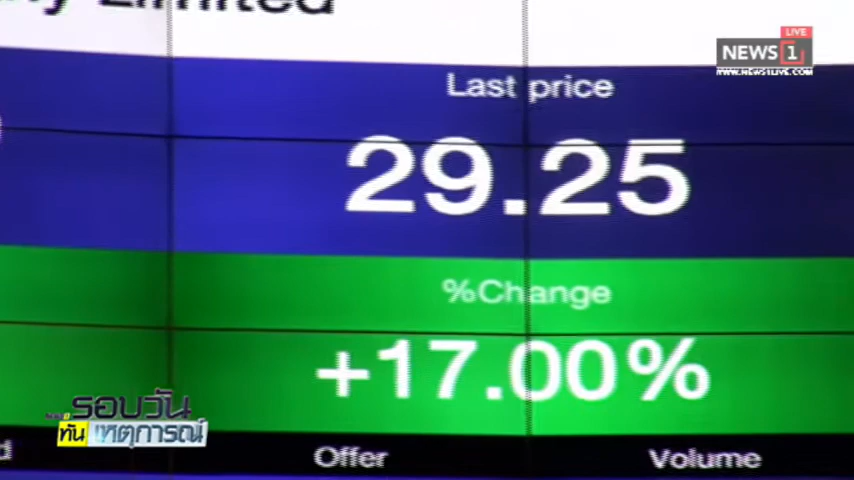 Limited
LIVE
NEWS 1
WWW.NEWS1LIVE.COM
Last price
29.25
%Change
+17.00%
รอบวัน
ทัน เหตุการณ์
Offer
Volume